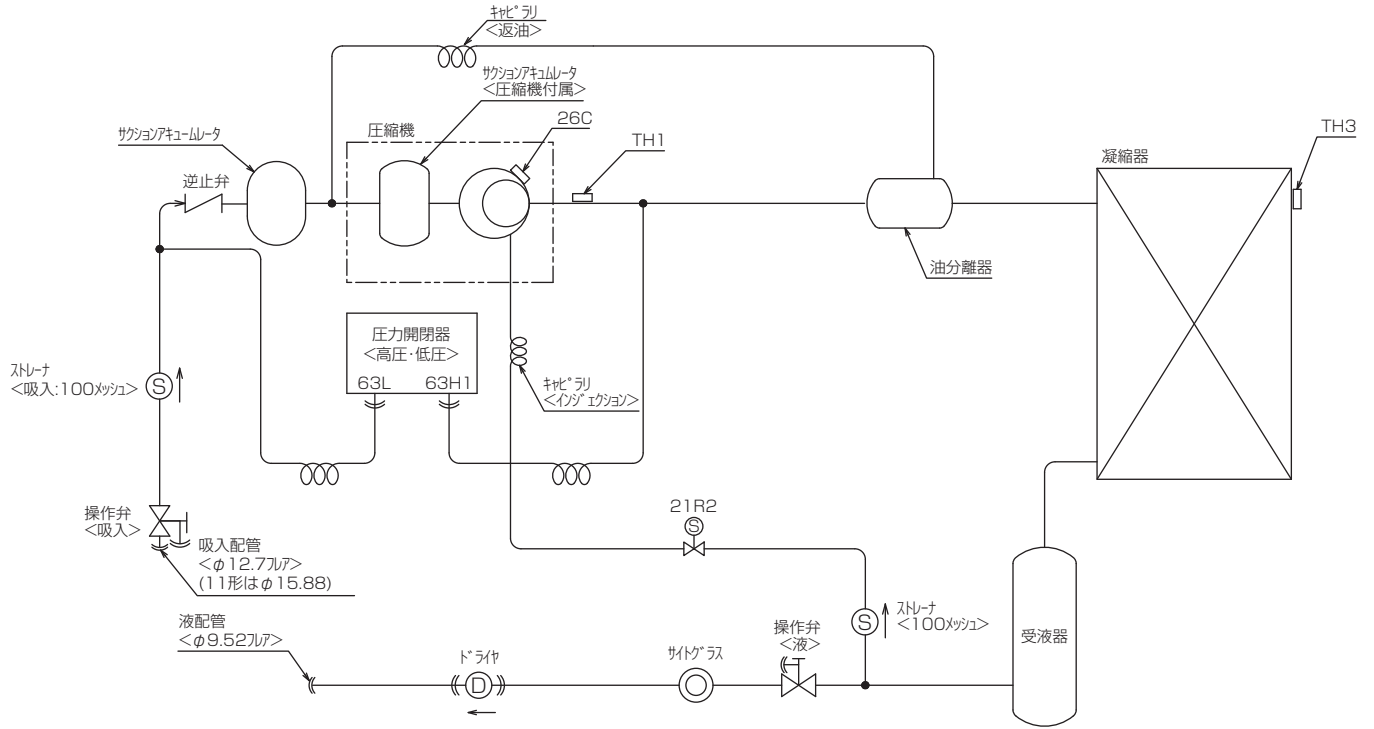 ｷｬﾋﾟﾗﾘ
＜返油＞
ｻｸｼｮﾝｱｷｭﾑﾚｰﾀ
＜圧縮機付属＞
26C
TH1
TH3
圧縮機
凝縮器
ｻｸｼｮﾝｱｷｭｰﾑﾚｰﾀ
逆止弁
油分離器
圧力開閉器
＜高圧･低圧＞
63L
63H1
ｷｬﾋﾟﾗﾘ
＜ｲﾝｼﾞｪｸｼｮﾝ＞
ｽﾄﾚｰﾅ
＜吸入:100ﾒｯｼｭ＞
S
操作弁
＜吸入＞
吸入配管
＜φ12.7ﾌﾚｱ＞
(11形はφ15.88)
21R2
S
液配管
＜φ9.52ﾌﾚｱ＞
ﾄﾞﾗｲﾔ
D
ｻｲﾄｸﾞﾗｽ
操作弁
＜液＞
S
ｽﾄﾚｰﾅ
＜100ﾒｯｼｭ＞
受液器